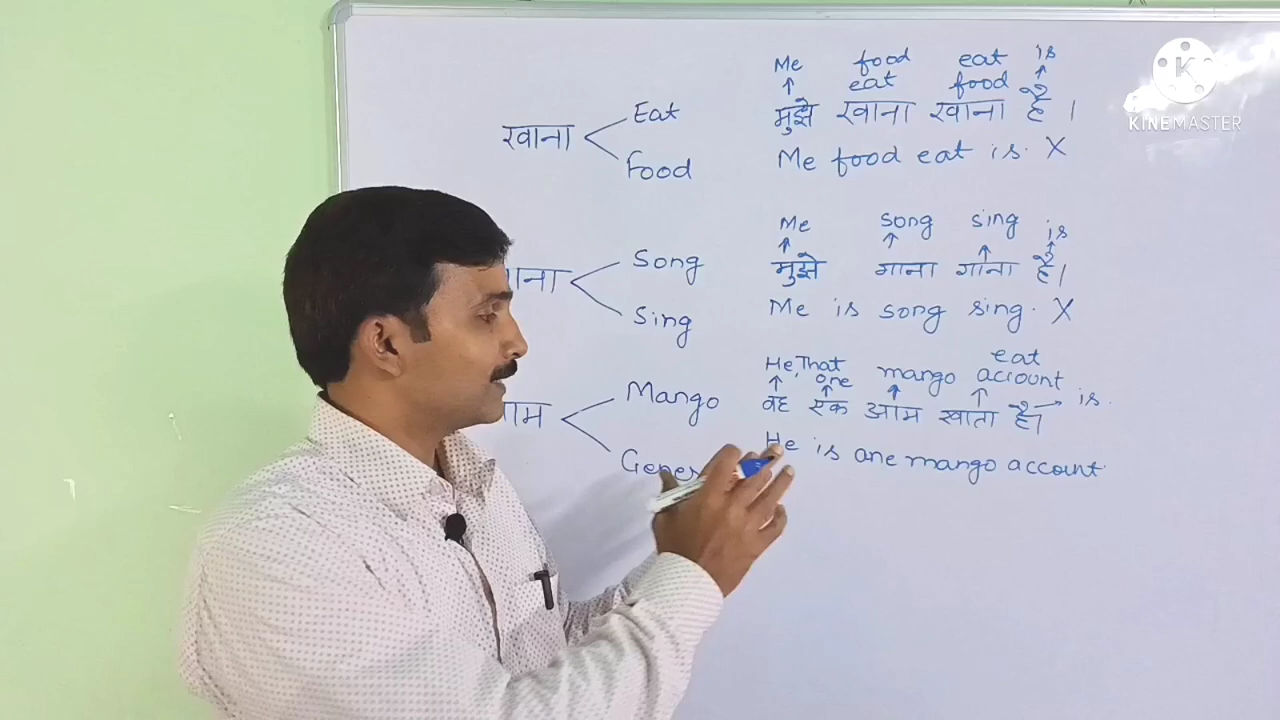 Me food eat is
eat food
खाना Eat मुझे खाना खाना है।
Food Me food eat is. X
Me song sing is
Song मुझे गाना गाना है।
Sing Me is song sing. X
eat
He, That one mango account is.
Mango वह एक आम खाता है।
He is one mango account
KINEMASTER